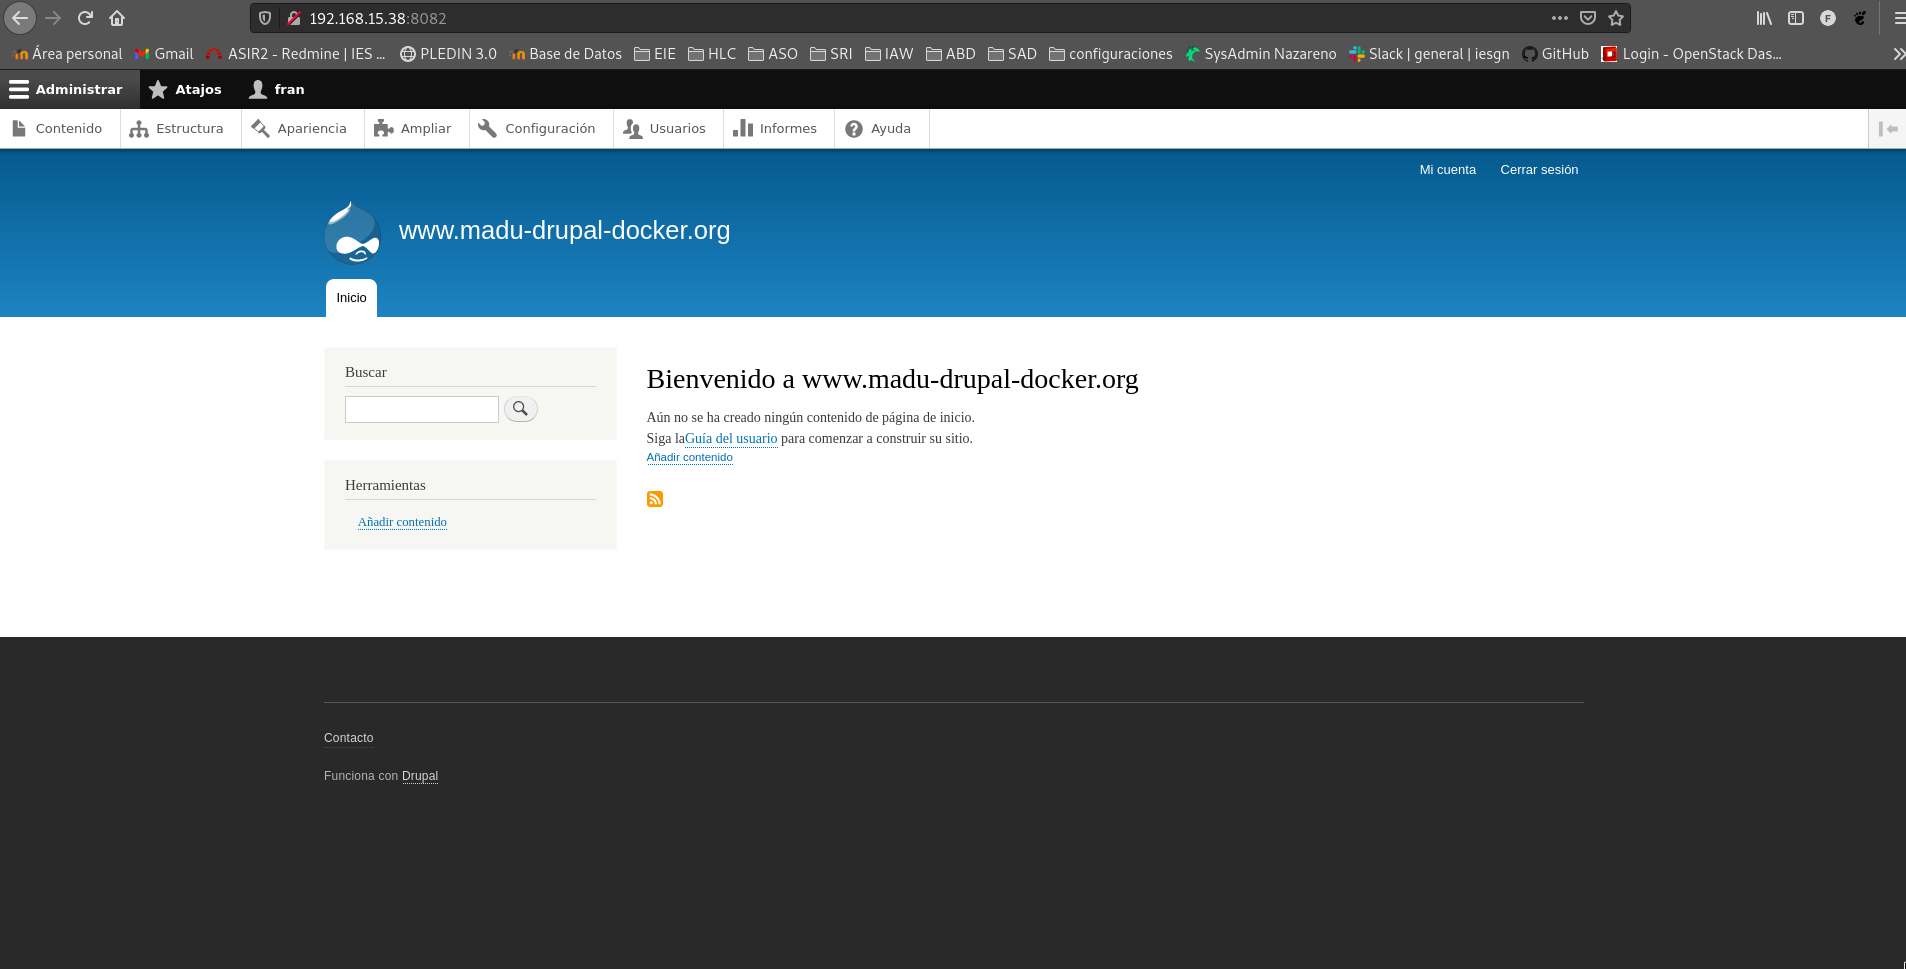 192.168.15.38:8082
Área personal Gmail ASIR2 - Redmine | IES ... PLEDIN 3.0 Base de Datos EIE HLC ASO SRI IAW ABD SAD configuraciones SysAdmin Nazareno Slack | general | iesgn GitHub Login - OpenStack Das...
Administrar Atajos fran
Contenido Estructura Apariencia Ampliar Configuración Usuarios Informes Ayuda
Mi cuenta Cerrar sesión
www.madu-drupal-docker.org
Inicio
Buscar
Bienvenido a www.madu-drupal-docker.org
Aún no se ha creado ningún contenido de página de inicio.
Siga laGuía del usuario para comenzar a construir su sitio.
Añadir contenido
Herramientas
Añadir contenido
Contacto
Funciona con Drupal